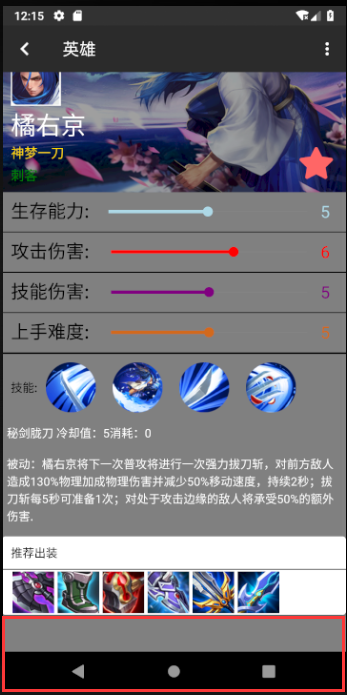 12:15
英雄
橘右京
神梦一刀
刺客
生存能力: 5
攻击伤害: 6
技能伤害: 5
上手难度: 5
技能:
秘剑胧刀 冷却值：5消耗：0
被动：橘右京将下一次普攻将进行一次强力拔刀斩，对前方敌人
造成130%物理加成物理伤害并减少50%移动速度，持续2秒；拔
刀斩每5秒可准备1次；对处于攻击边缘的敌人将承受50%的额外
伤害.
推荐出装